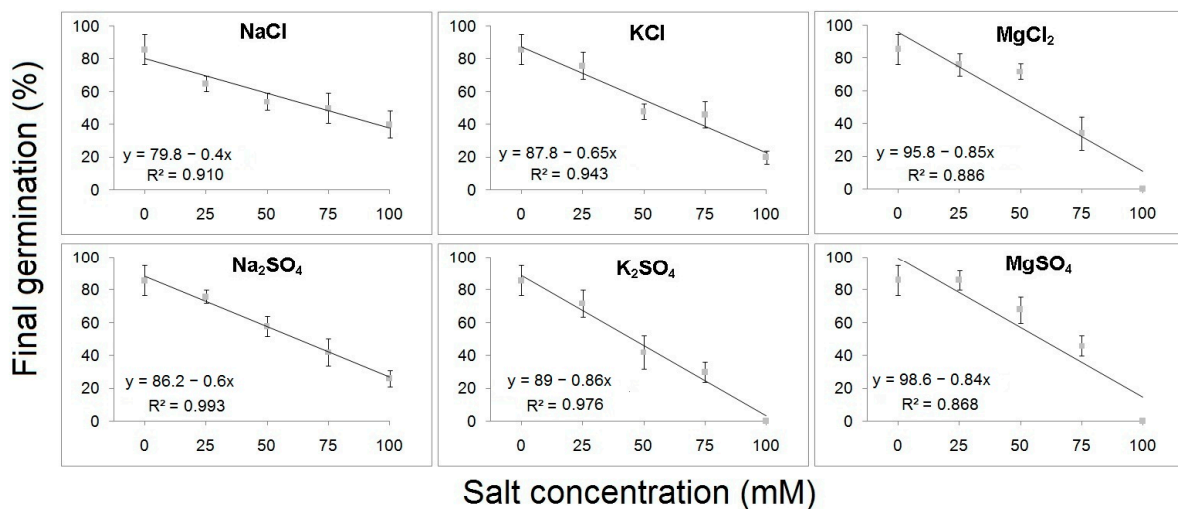 Final germination (%)
NaCl
100
80
60
40
20
0
y = 79.8 – 0.4x
R² = 0.910
0 25 50 75 100
KCl
100
80
60
40
20
0
y = 87.8 – 0.65x
R² = 0.943
0 25 50 75 100
MgCl₂
100
80
60
40
20
0
y = 95.8 – 0.85x
R² = 0.886
0 25 50 75 100
Na₂SO₄
100
80
60
40
20
0
y = 86.2 – 0.6x
R² = 0.993
0 25 50 75 100
K₂SO₄
100
80
60
40
20
0
y = 89 – 0.86x
R² = 0.976
0 25 50 75 100
MgSO₄
100
80
60
40
20
0
y = 98.6 – 0.84x
R² = 0.868
0 25 50 75 100
Salt concentration (mM)